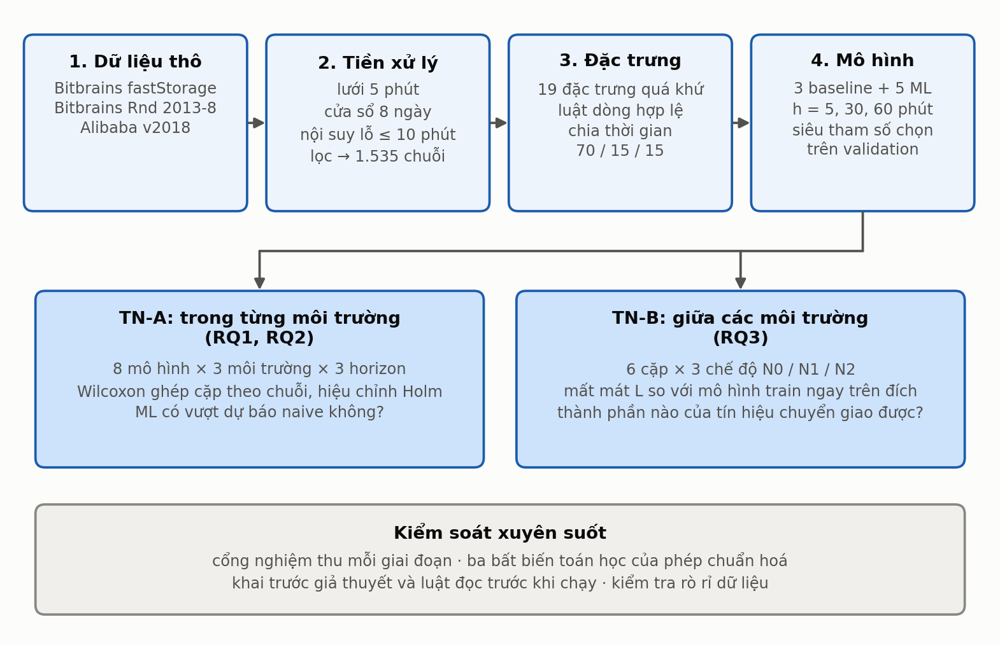 1. Dữ liệu thô
Bitbrains fastStorage
Bitbrains Rnd 2013-8
Alibaba v2018
2. Tiền xử lý
lưới 5 phút
cửa sổ 8 ngày
nội suy lỗ ≤ 10 phút
lọc → 1.535 chuỗi
3. Đặc trưng
19 đặc trưng quá khứ
luật dòng hợp lệ
chia thời gian
70 / 15 / 15
4. Mô hình
3 baseline + 5 ML
h = 5, 30, 60 phút
siêu tham số chọn
trên validation
TN-A: trong từng môi trường
(RQ1, RQ2)
8 mô hình × 3 môi trường × 3 horizon
Wilcoxon ghép cặp theo chuỗi, hiệu chỉnh Holm
ML có vượt dự báo naive không?
TN-B: giữa các môi trường
(RQ3)
6 cặp × 3 chế độ N0 / N1 / N2
mất mát L so với mô hình train ngay trên đích
thành phần nào của tín hiệu chuyển giao được?
Kiểm soát xuyên suốt
cổng nghiệm thu mỗi giai đoạn · ba bất biến toán học của phép chuẩn hoá
khai trước giả thuyết và luật đọc trước khi chạy · kiểm tra rò rỉ dữ liệu